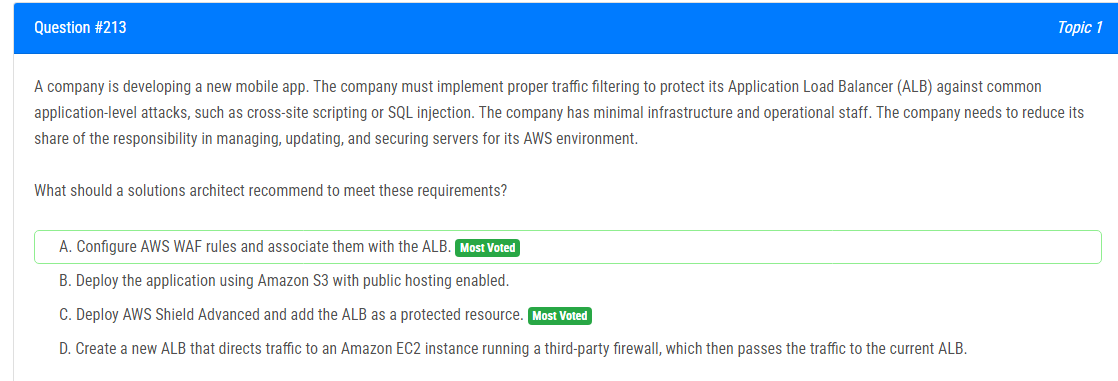 Question #213
Topic 1
A company is developing a new mobile app. The company must implement proper traffic filtering to protect its Application Load Balancer (ALB) against common
application-level attacks, such as cross-site scripting or SQL injection. The company has minimal infrastructure and operational staff. The company needs to reduce its
share of the responsibility in managing, updating, and securing servers for its AWS environment.
What should a solutions architect recommend to meet these requirements?
A. Configure AWS WAF rules and associate them with the ALB. Most Voted
B. Deploy the application using Amazon S3 with public hosting enabled.
C. Deploy AWS Shield Advanced and add the ALB as a protected resource. Most Voted
D. Create a new ALB that directs traffic to an Amazon EC2 instance running a third-party firewall, which then passes the traffic to the current ALB.